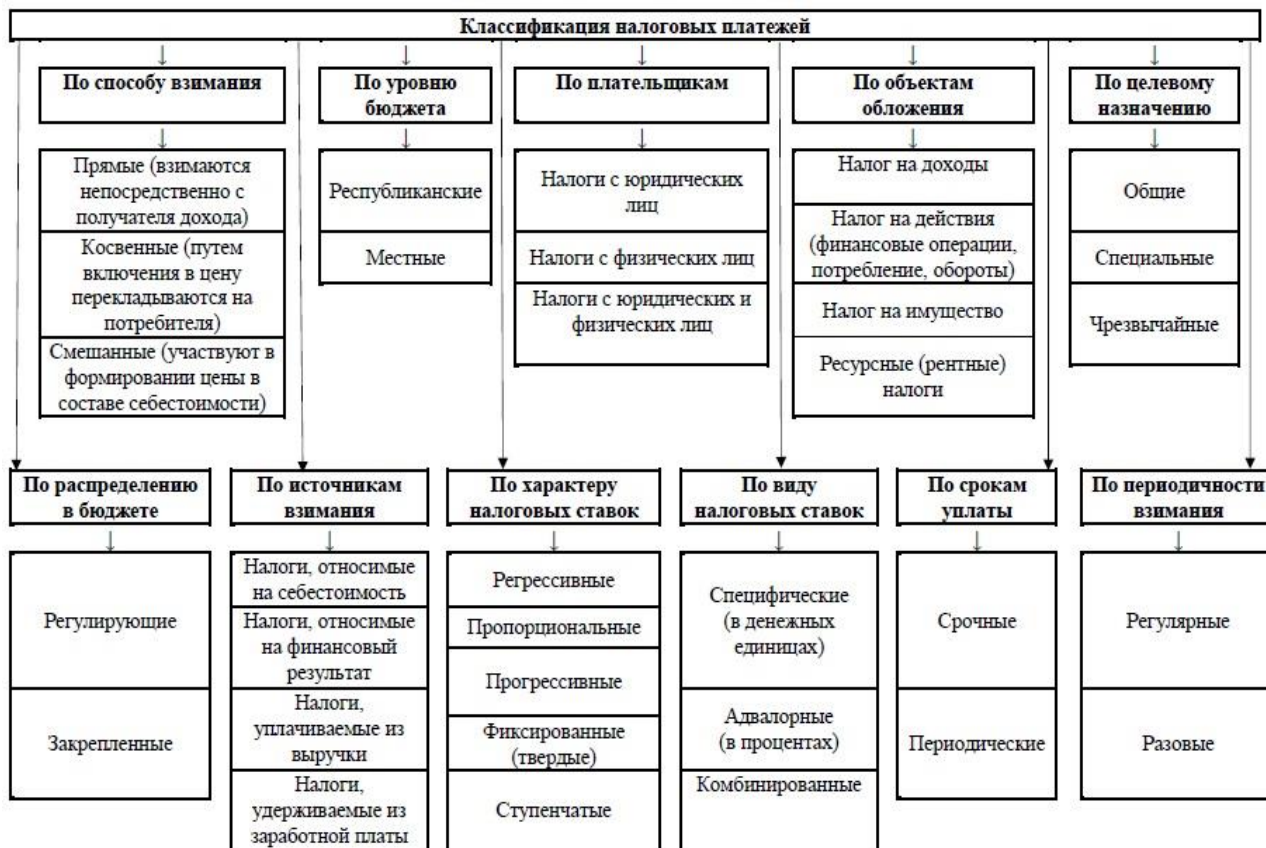 Классификация налоговых платежей
По способу взимания
Прямые (взимаются
непосредственно с
получателя дохода)
Косвенные (путем
включения в цену
перекладываются на
потребителя)
Смешанные (участвуют в
формировании цены в
составе себестоимости)
По уровню
бюджета
Республиканские
Местные
По плательщикам
Налоги с юридических
лиц
Налоги с физических лиц
Налоги с юридических и
физических лиц
По объектам
обложения
Налог на доходы
Налог на действия
(финансовые операции,
потребление, обороты)
Налог на имущество
Ресурсные (рентные)
налоги
По целевому
назначению
Общие
Специальные
Чрезвычайные
По распределению
в бюджете
Регулирующие
Закрепленные
По источникам
взимания
Налоги, относимые
на себестоимость
Налоги, относимые
на финансовый
результат
Налоги,
уплачиваемые из
выручки
Налоги,
удерживаемые из
заработной платы
По характеру
налоговых ставок
Регрессивные
Пропорциональные
Прогрессивные
Фиксированные
(твердые)
Ступенчатые
По виду
налоговых ставок
Специфические
(в денежных
единицах)
Адвалорные
(в процентах)
Комбинированные
По срокам
уплаты
Срочные
Периодические
По периодичности
взимания
Регулярные
Разовые